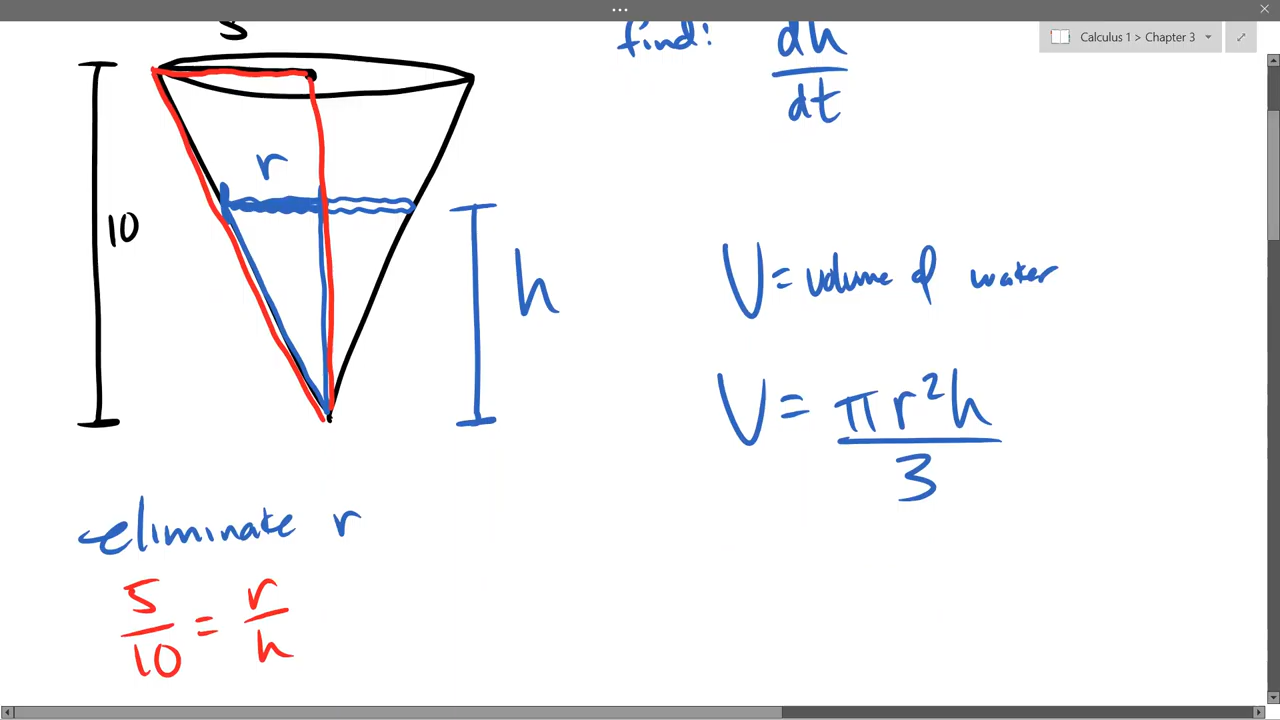 5
find: dh/dt
Calculus 1 > Chapter 3
r
10
h
V = volume of water
V = πr²h/3
eliminate r
5/10 = r/h